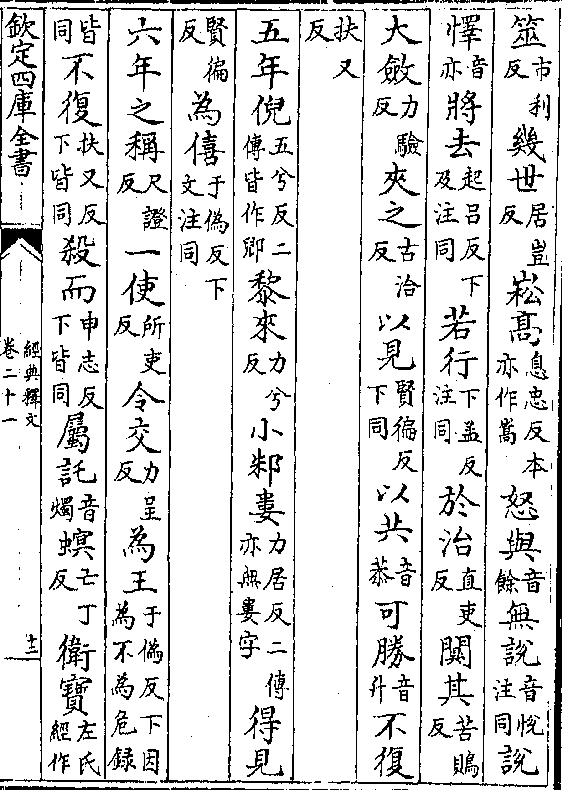 筮市利反幾世居豈反崧高息忠反本亦作嵩怒與音餘無說音悅注同說
懌音亦將去起呂反下及注同若行下孟反注同於治直吏反闚其苦鵙反
大斂力驗反夾之古洽反以見賢徧反下同以共音恭可勝音升不復
扶又反
五年倪五兮反二傳皆作郳黎來力兮反小邾婁力居反二傳亦無婁字得見
賢徧反為僖于偽反下文注同
六年之稱尺證反一使所吏反令交力呈反為王于偽反下因為不為危録
皆同不復扶又反下皆同殺而申志反下皆同屬託音燭螟亡丁反衛寶左氏經作
欽定四庫全書
經典釋文
卷二十一
十三